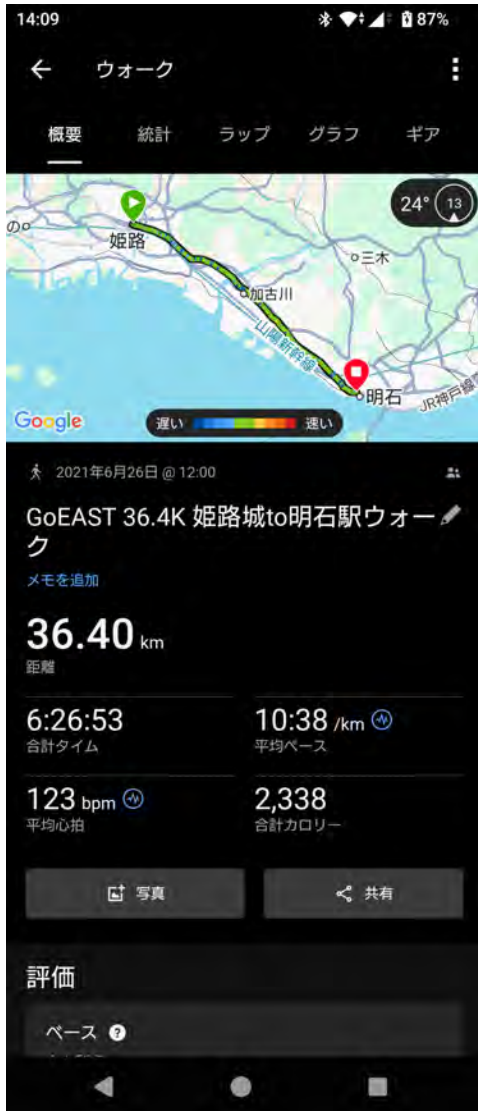 14:09 87%
ウォーク
概要 統計 ラップ グラフ ギア
24° 13
姫路
三木
加古川
山陽新幹線
明石
JR神戸線
Google
遅い 速い
2021年6月26日 @ 12:00
GoEAST 36.4K 姫路城to明石駅ウォー
ク
メモを追加
36.40 km
距離
6:26:53 10:38 /km
合計タイム 平均ペース
123 bpm 2,338
平均心拍 合計カロリー
写真 共有
評価
ペース ?